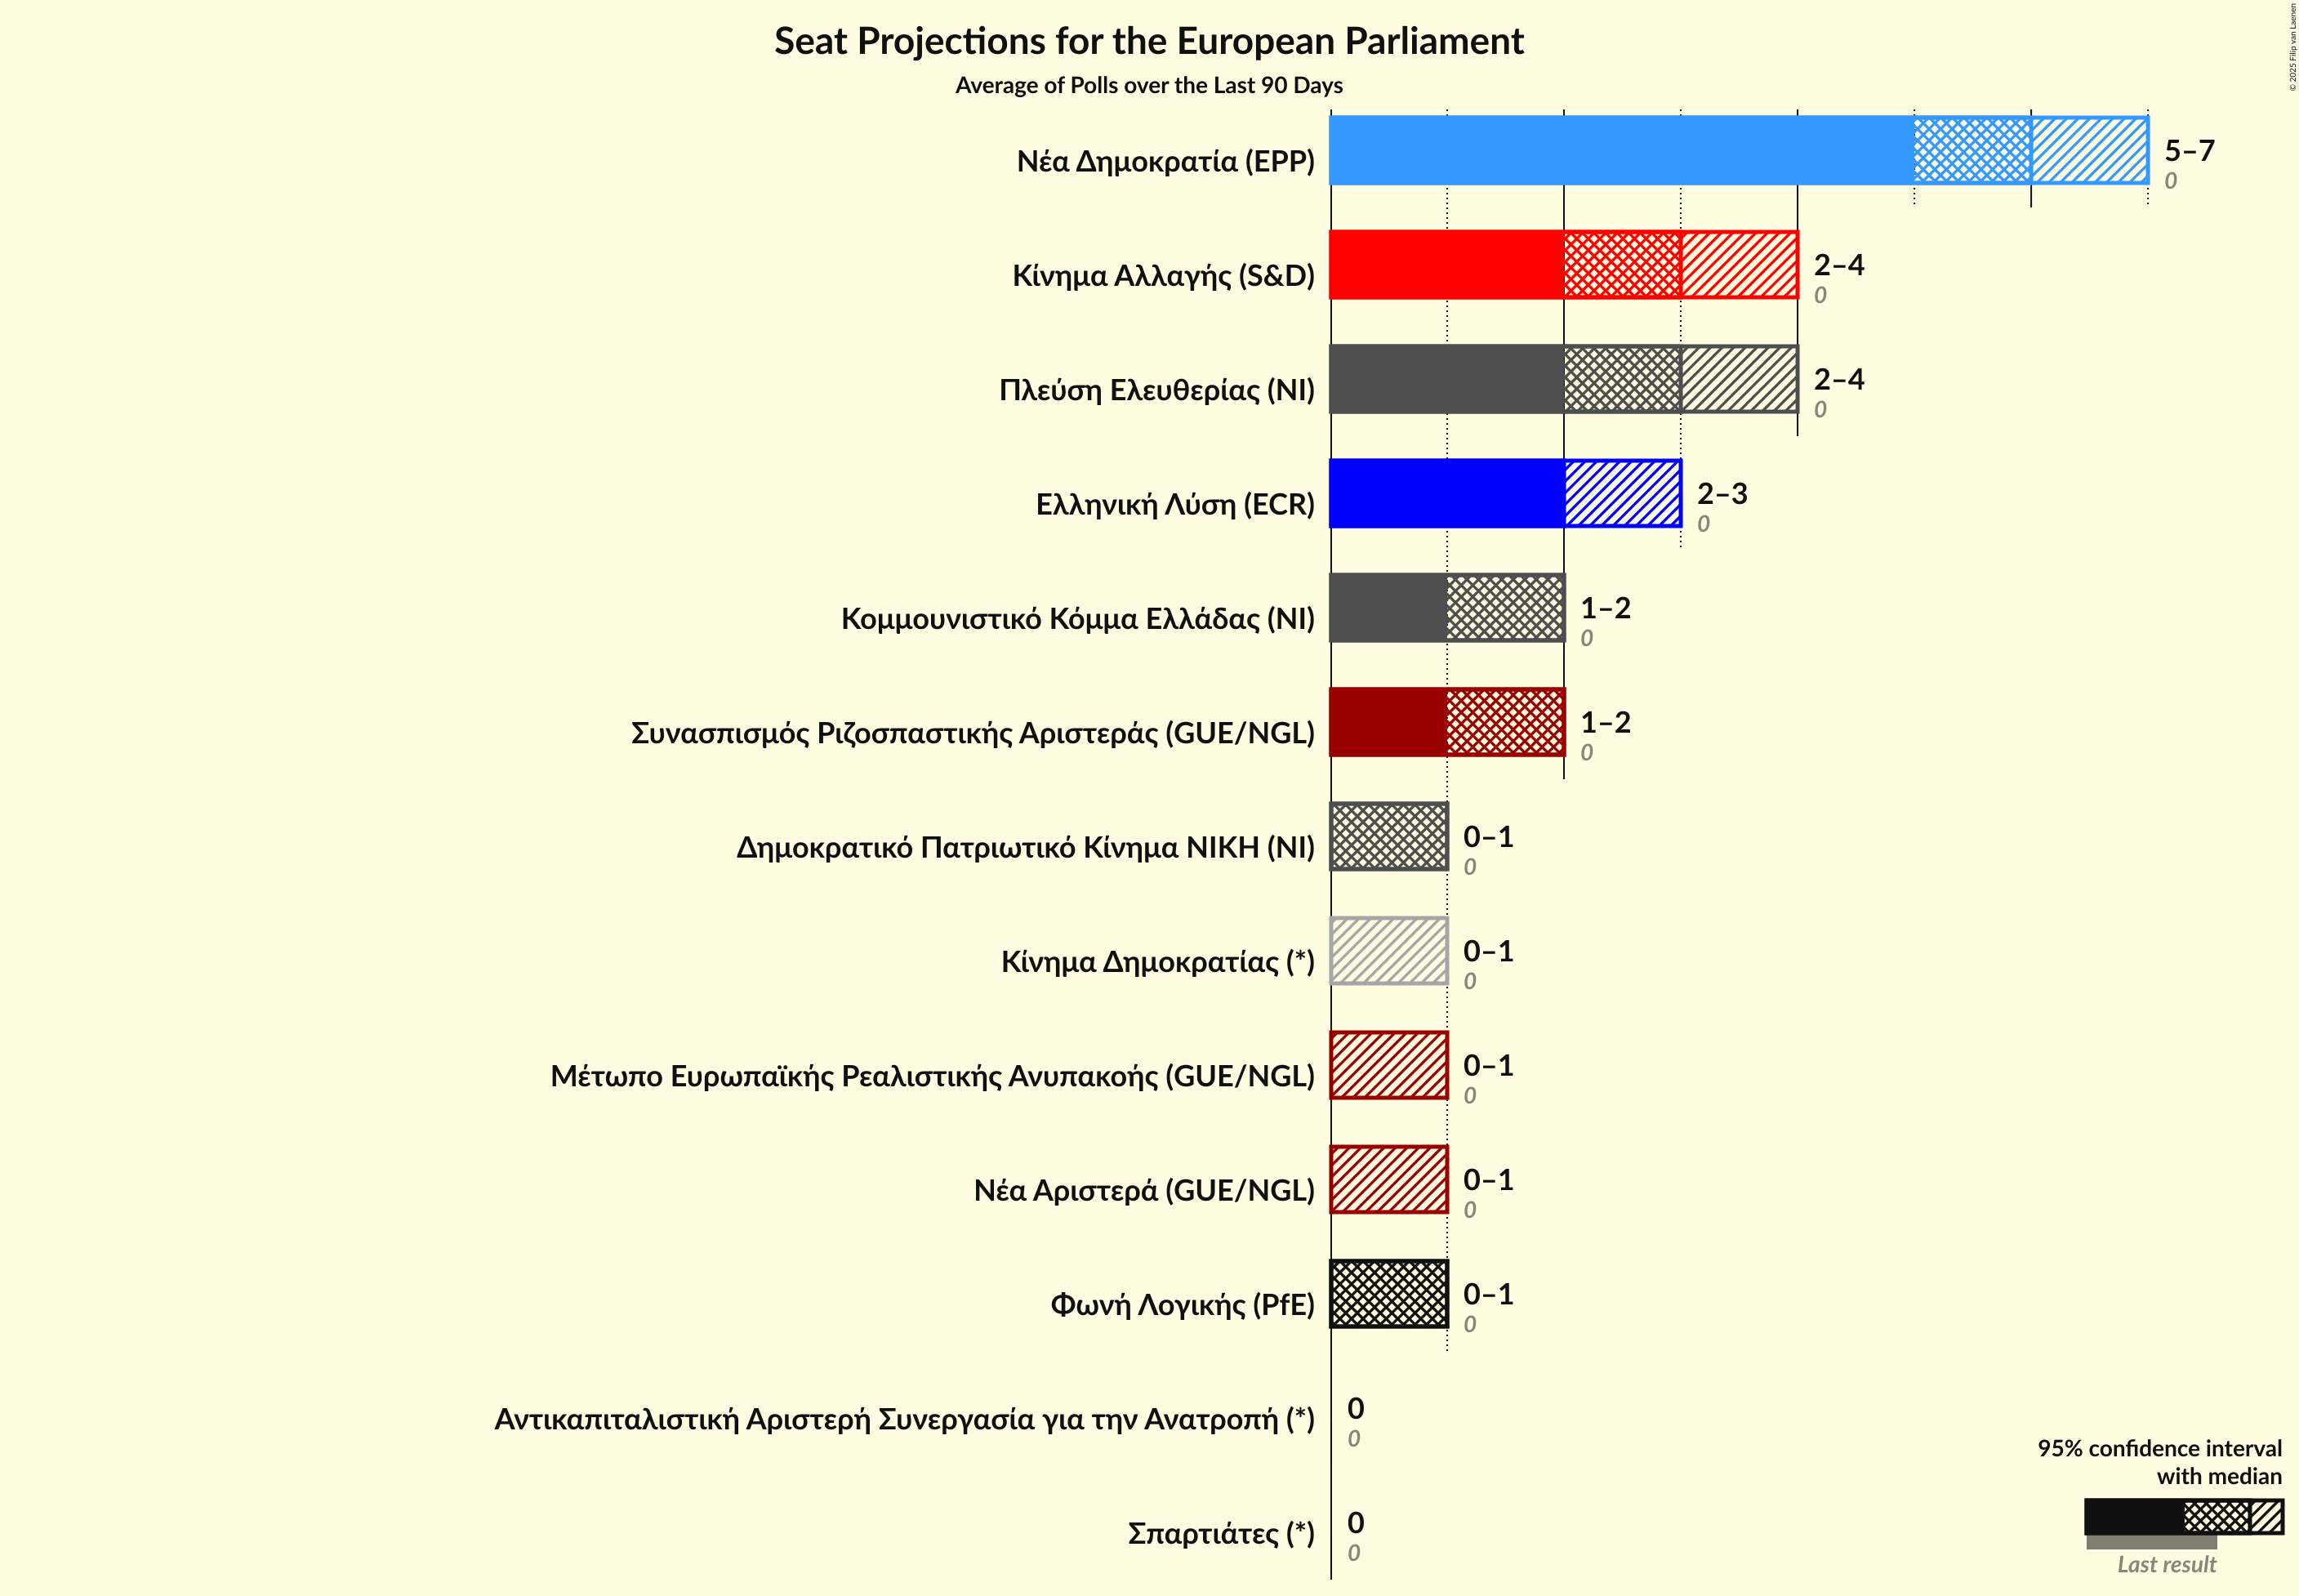 Seat Projections for the European Parliament
Average of Polls over the Last 90 Days
© 2025 Filip van Laenen
Νέα Δημοκρατία (EPP)
5–7
0
Κίνημα Αλλαγής (S&D)
2–4
0
Πλεύση Ελευθερίας (NI)
2–4
0
Ελληνική Λύση (ECR)
2–3
0
Κομμουνιστικό Κόμμα Ελλάδας (NI)
1–2
0
Συνασπισμός Ριζοσπαστικής Αριστεράς (GUE/NGL)
1–2
0
Δημοκρατικό Πατριωτικό Κίνημα ΝΙΚΗ (NI)
0–1
0
Κίνημα Δημοκρατίας (*)
0–1
0
Μέτωπο Ευρωπαϊκής Ρεαλιστικής Ανυπακοής (GUE/NGL)
0–1
0
Νέα Αριστερά (GUE/NGL)
0–1
0
Φωνή Λογικής (PfE)
0–1
0
Αντικαπιταλιστική Αριστερή Συνεργασία για την Ανατροπή (*)
0
0
Σπαρτιάτες (*)
0
0
95% confidence interval
with median
Last result